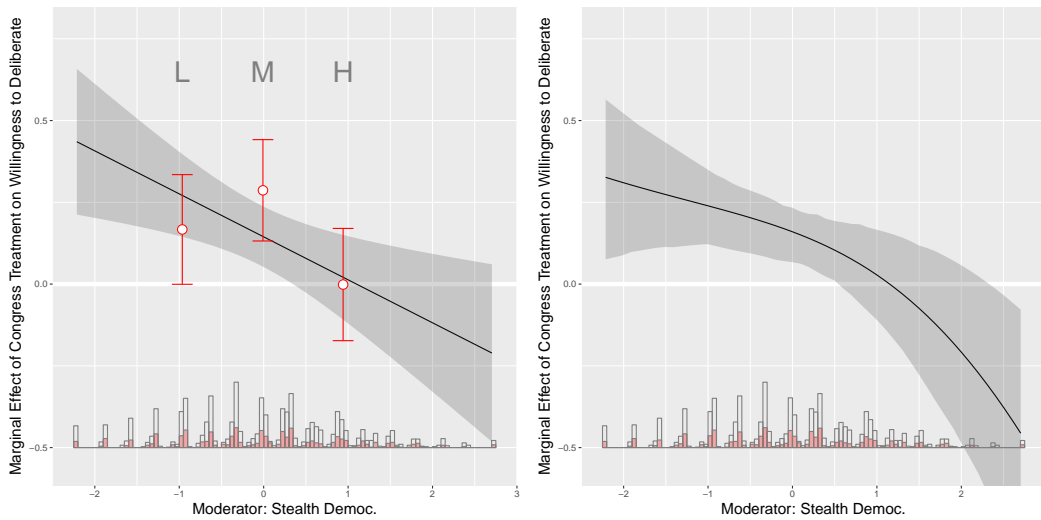 Marginal Effect of Congress Treatment on Willingness to Deliberate
L M H
0.5
0.0
−0.5
−2 −1 0 1 2 3
Moderator: Stealth Democ.
Marginal Effect of Congress Treatment on Willingness to Deliberate
0.5
0.0
−0.5
−2 −1 0 1 2
Moderator: Stealth Democ.